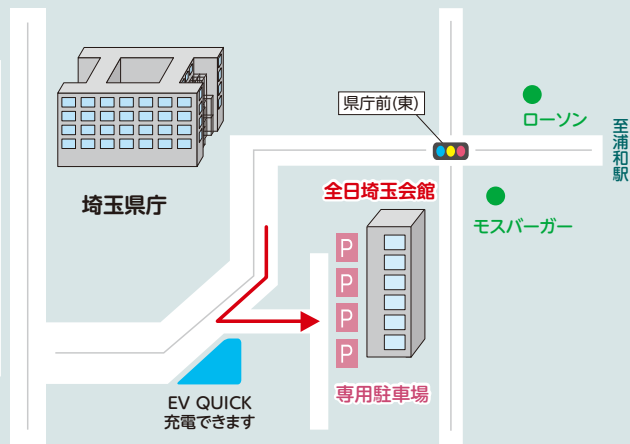 県庁前(東)
ローソン
至浦和駅
埼玉県庁
全日埼玉会館
モスバーガー
P
P
P
P
専用駐車場
EV QUICK
充電できます